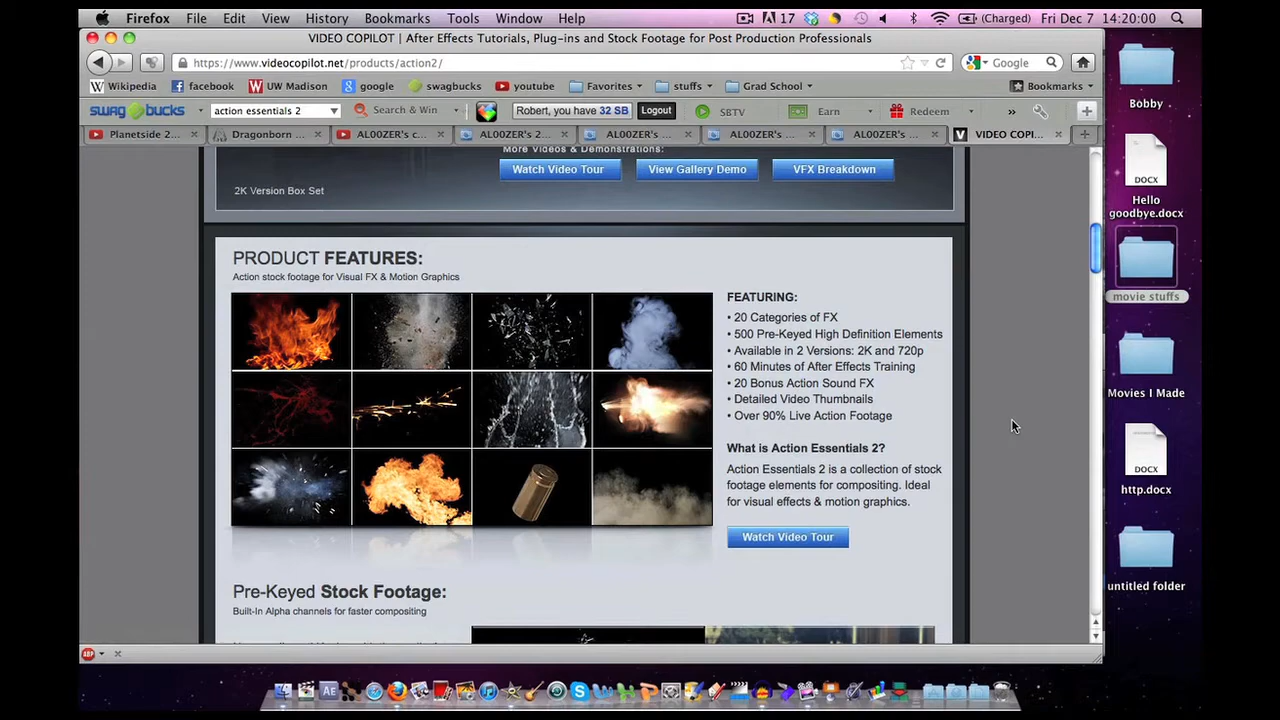 Firefox File Edit View History Bookmarks Tools Window Help 17 (Charged) Fri Dec 7 14:20:00
VIDEO COPILOT | After Effects Tutorials, Plug-ins and Stock Footage for Post Production Professionals
https://www.videocopilot.net/products/action2/ Google
Wikipedia facebook UW Madison google swagbucks youtube Favorites stuffs Grad School Bookmarks
SWAG BUCKS action essentials 2 Search & Win Robert, you have 32 SB Logout SBTV Earn Redeem »
Planetside 2... Dragonborn ... AL00ZER's c... AL00ZER's 2... AL00ZER's ... AL00ZER's ... AL00ZER's ... VIDEO COPI...
More Videos & Demonstrations:
Watch Video Tour View Gallery Demo VFX Breakdown
2K Version Box Set
PRODUCT FEATURES:
Action stock footage for Visual FX & Motion Graphics
FEATURING:
• 20 Categories of FX
• 500 Pre-Keyed High Definition Elements
• Available in 2 Versions: 2K and 720p
• 60 Minutes of After Effects Training
• 20 Bonus Action Sound FX
• Detailed Video Thumbnails
• Over 90% Live Action Footage
What is Action Essentials 2?
Action Essentials 2 is a collection of stock
footage elements for compositing. Ideal
for visual effects & motion graphics.
Watch Video Tour
Pre-Keyed Stock Footage:
Built-In Alpha channels for faster compositing
ABP
AE
Bobby
DOCX
Hello
goodbye.docx
movie stuffs
Movies I Made
DOCX
http.docx
untitled folder